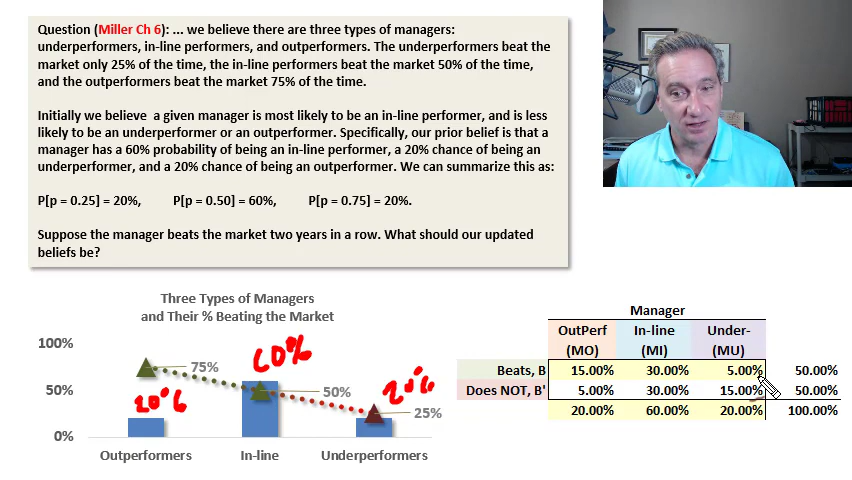 Question (Miller Ch 6): ... we believe there are three types of managers:
underperformers, in-line performers, and outperformers. The underperformers beat the
market only 25% of the time, the in-line performers beat the market 50% of the time,
and the outperformers beat the market 75% of the time.
Initially we believe a given manager is most likely to be an in-line performer, and is less
likely to be an underperformer or an outperformer. Specifically, our prior belief is that a
manager has a 60% probability of being an in-line performer, a 20% chance of being an
underperformer, and a 20% chance of being an outperformer. We can summarize this as:
P[p = 0.25] = 20%, P[p = 0.50] = 60%, P[p = 0.75] = 20%.
Suppose the manager beats the market two years in a row. What should our updated
beliefs be?
Three Types of Managers
and Their % Beating the Market
100%
50%
0%
75%
50%
25%
20%
60%
20%
Outperformers In-line Underperformers
Manager
OutPerf In-line Under-
(MO) (MI) (MU)
Beats, B 15.00% 30.00% 5.00% 50.00%
Does NOT, B' 5.00% 30.00% 15.00% 50.00%
20.00% 60.00% 20.00% 100.00%